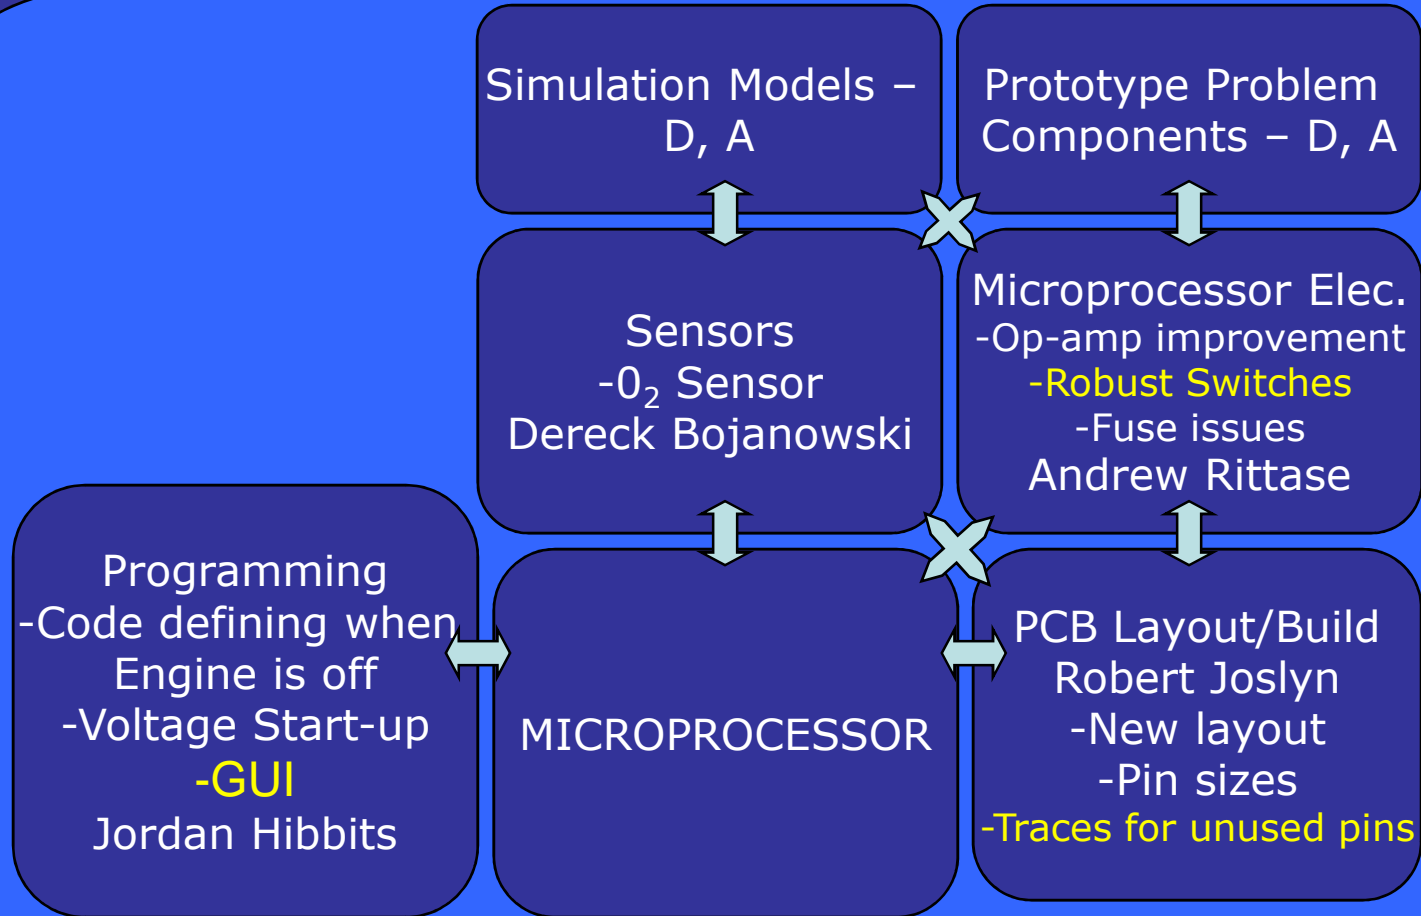 Simulation Models –
D, A
Prototype Problem
Components – D, A
Sensors
-0₂ Sensor
Dereck Bojanowski
Microprocessor Elec.
-Op-amp improvement
-Robust Switches
-Fuse issues
Andrew Rittase
Programming
-Code defining when
Engine is off
-Voltage Start-up
-GUI
Jordan Hibbits
MICROPROCESSOR
PCB Layout/Build
Robert Joslyn
-New layout
-Pin sizes
-Traces for unused pins